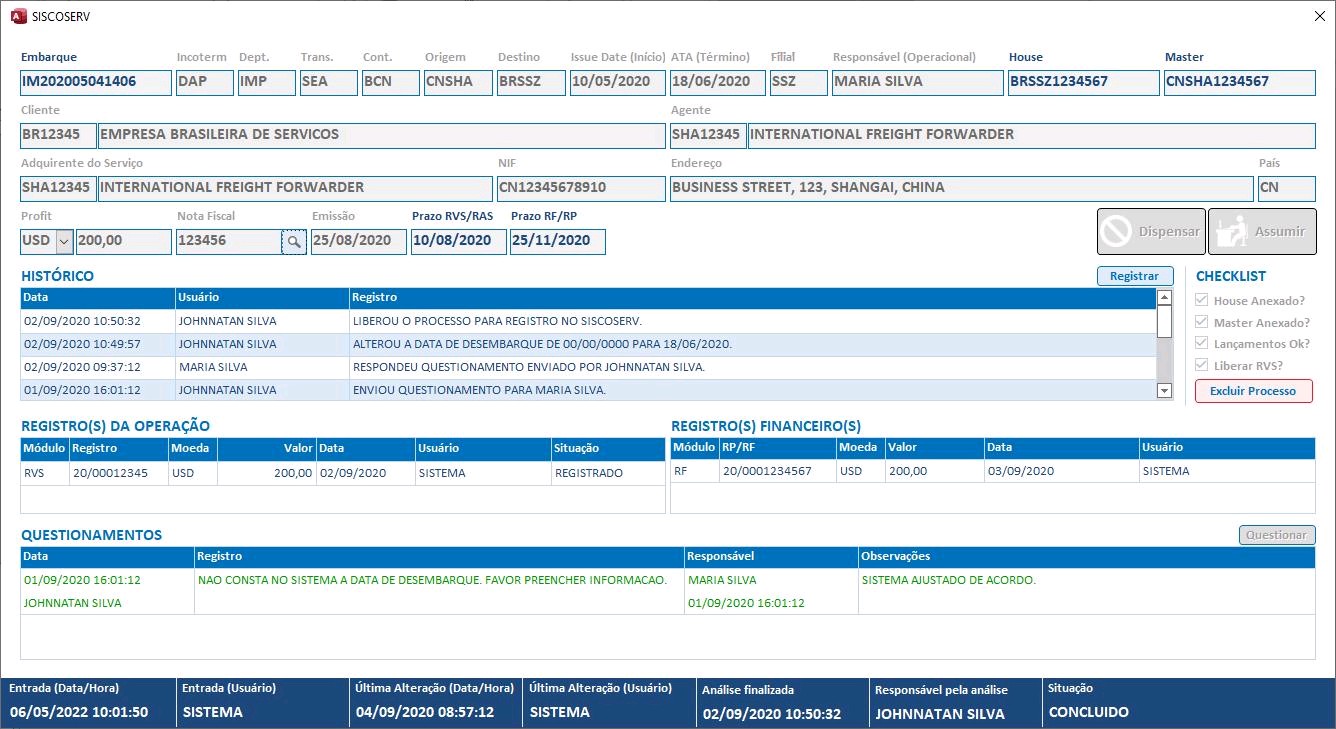 SISCOSERV
Embarque Incoterm Dept. Trans. Cont. Origem Destino Issue Date (Início) ATA (Término) Filial Responsável (Operacional) House Master
IM202005041406 DAP IMP SEA BCN CNSHA BRSSZ 10/05/2020 18/06/2020 SSZ MARIA SILVA BRSSZ1234567 CNSHA1234567
Cliente Agente
BR12345 EMPRESA BRASILEIRA DE SERVICOS SHA12345 INTERNATIONAL FREIGHT FORWARDER
Adquirente do Serviço NIF Endereço País
SHA12345 INTERNATIONAL FREIGHT FORWARDER CN12345678910 BUSINESS STREET, 123, SHANGAI, CHINA CN
Profit Nota Fiscal Emissão Prazo RVS/RAS Prazo RF/RP
USD 200,00 123456 25/08/2020 10/08/2020 25/11/2020 Dispensar Assumir
HISTÓRICO Registrar
Data Usuário Registro
02/09/2020 10:50:32 JOHNNATAN SILVA LIBEROU O PROCESSO PARA REGISTRO NO SISCOSERV.
02/09/2020 10:49:57 JOHNNATAN SILVA ALTEROU A DATA DE DESEMBARQUE DE 00/00/0000 PARA 18/06/2020.
02/09/2020 09:37:12 MARIA SILVA RESPONDEU QUESTIONAMENTO ENVIADO POR JOHNNATAN SILVA.
01/09/2020 16:01:12 JOHNNATAN SILVA ENVIOU QUESTIONAMENTO PARA MARIA SILVA.
CHECKLIST
House Anexado?
Master Anexado?
Lançamentos Ok?
Liberar RVS?
Excluir Processo
REGISTRO(S) DA OPERAÇÃO
Módulo Registro Moeda Valor Data Usuário Situação
RVS 20/00012345 USD 200,00 02/09/2020 SISTEMA REGISTRADO
REGISTRO(S) FINANCEIRO(S)
Módulo RP/RF Moeda Valor Data Usuário
RF 20/0001234567 USD 200,00 03/09/2020 SISTEMA
QUESTIONAMENTOS Questionar
Data Registro Responsável Observações
01/09/2020 16:01:12 NAO CONSTA NO SISTEMA A DATA DE DESEMBARQUE. FAVOR PREENCHER INFORMACAO. MARIA SILVA SISTEMA AJUSTADO DE ACORDO.
JOHNNATAN SILVA 01/09/2020 16:01:12
Entrada (Data/Hora) Entrada (Usuário) Última Alteração (Data/Hora) Última Alteração (Usuário) Análise finalizada Responsável pela análise Situação
06/05/2022 10:01:50 SISTEMA 04/09/2020 08:57:12 SISTEMA 02/09/2020 10:50:32 JOHNNATAN SILVA CONCLUIDO